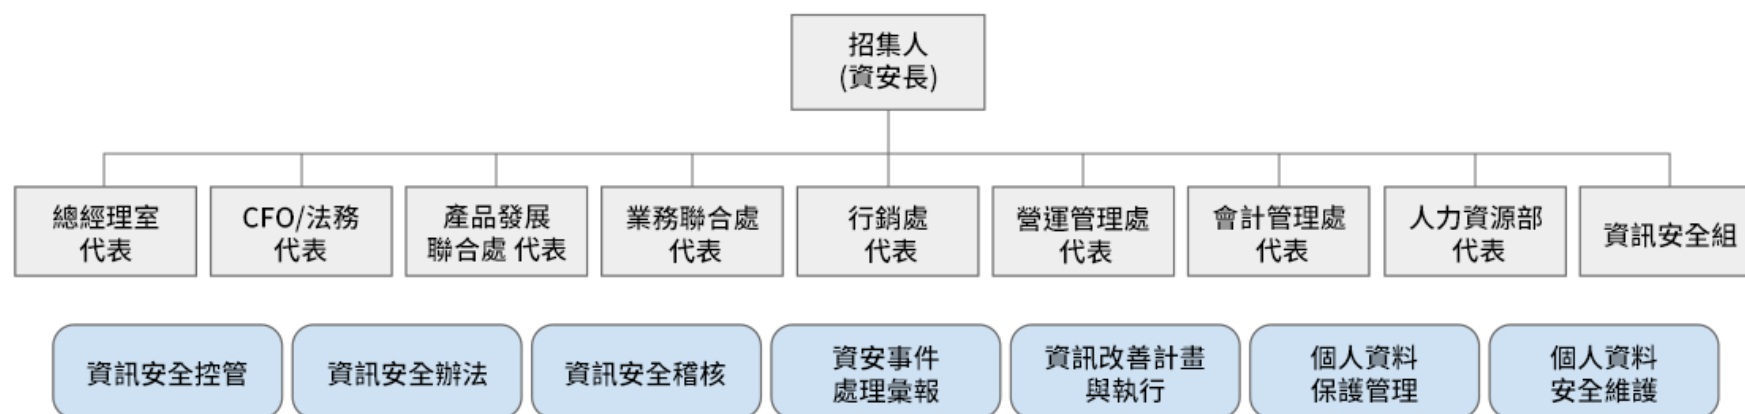 招集人
(資安長)
總經理室
代表
CFO/法務
代表
產品發展
聯合處 代表
業務聯合處
代表
行銷處
代表
營運管理處
代表
會計管理處
代表
人力資源部
代表
資訊安全組
資訊安全控管
資訊安全辦法
資訊安全稽核
資安事件
處理彙報
資訊改善計畫
與執行
個人資料
保護管理
個人資料
安全維護